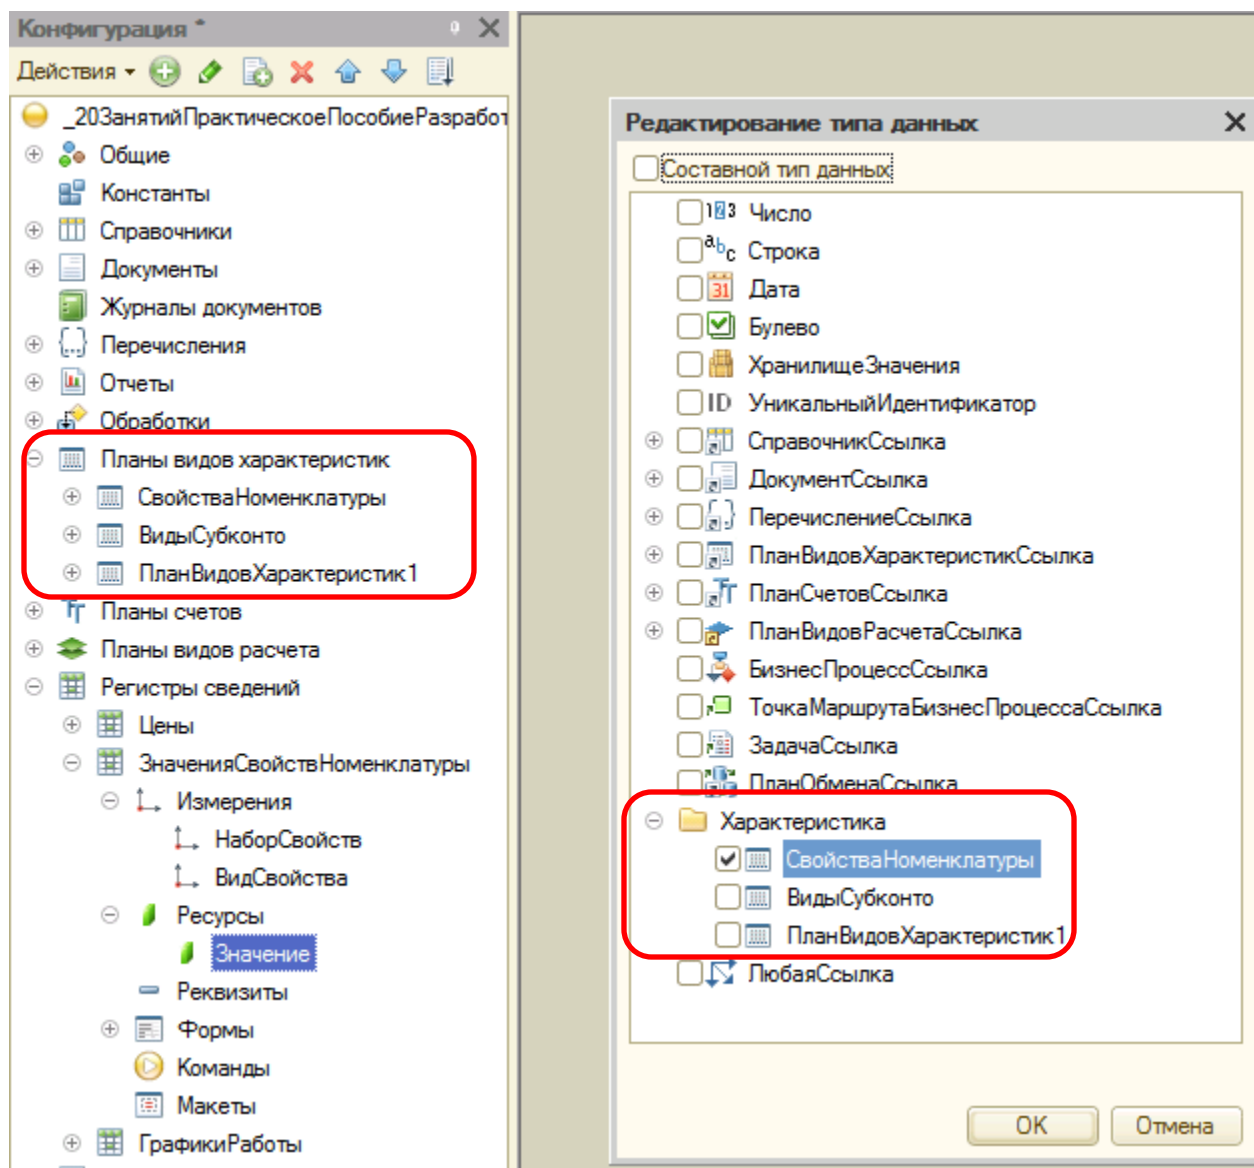 Конфигурация *
Действия
_20ЗанятийПрактическоеПособиеРазработ
Общие
Константы
Справочники
Документы
Журналы документов
Перечисления
Отчеты
Обработки
Планы видов характеристик
СвойстваНоменклатуры
ВидыСубконто
ПланВидовХарактеристик1
Планы счетов
Планы видов расчета
Регистры сведений
Цены
ЗначенияСвойствНоменклатуры
Измерения
НаборСвойств
ВидСвойства
Ресурсы
Значение
Реквизиты
Формы
Команды
Макеты
ГрафикиРаботы
Редактирование типа данных
Составной тип данных
Число
Строка
Дата
Булево
ХранилищеЗначения
УникальныйИдентификатор
СправочникСсылка
ДокументСсылка
ПеречислениеСсылка
ПланВидовХарактеристикСсылка
ПланСчетовСсылка
ПланВидовРасчетаСсылка
БизнесПроцессСсылка
ТочкаМаршрутаБизнесПроцессаСсылка
ЗадачаСсылка
ПланОбменаСсылка
Характеристика
СвойстваНоменклатуры
ВидыСубконто
ПланВидовХарактеристик1
ЛюбаяСсылка
OK Отмена